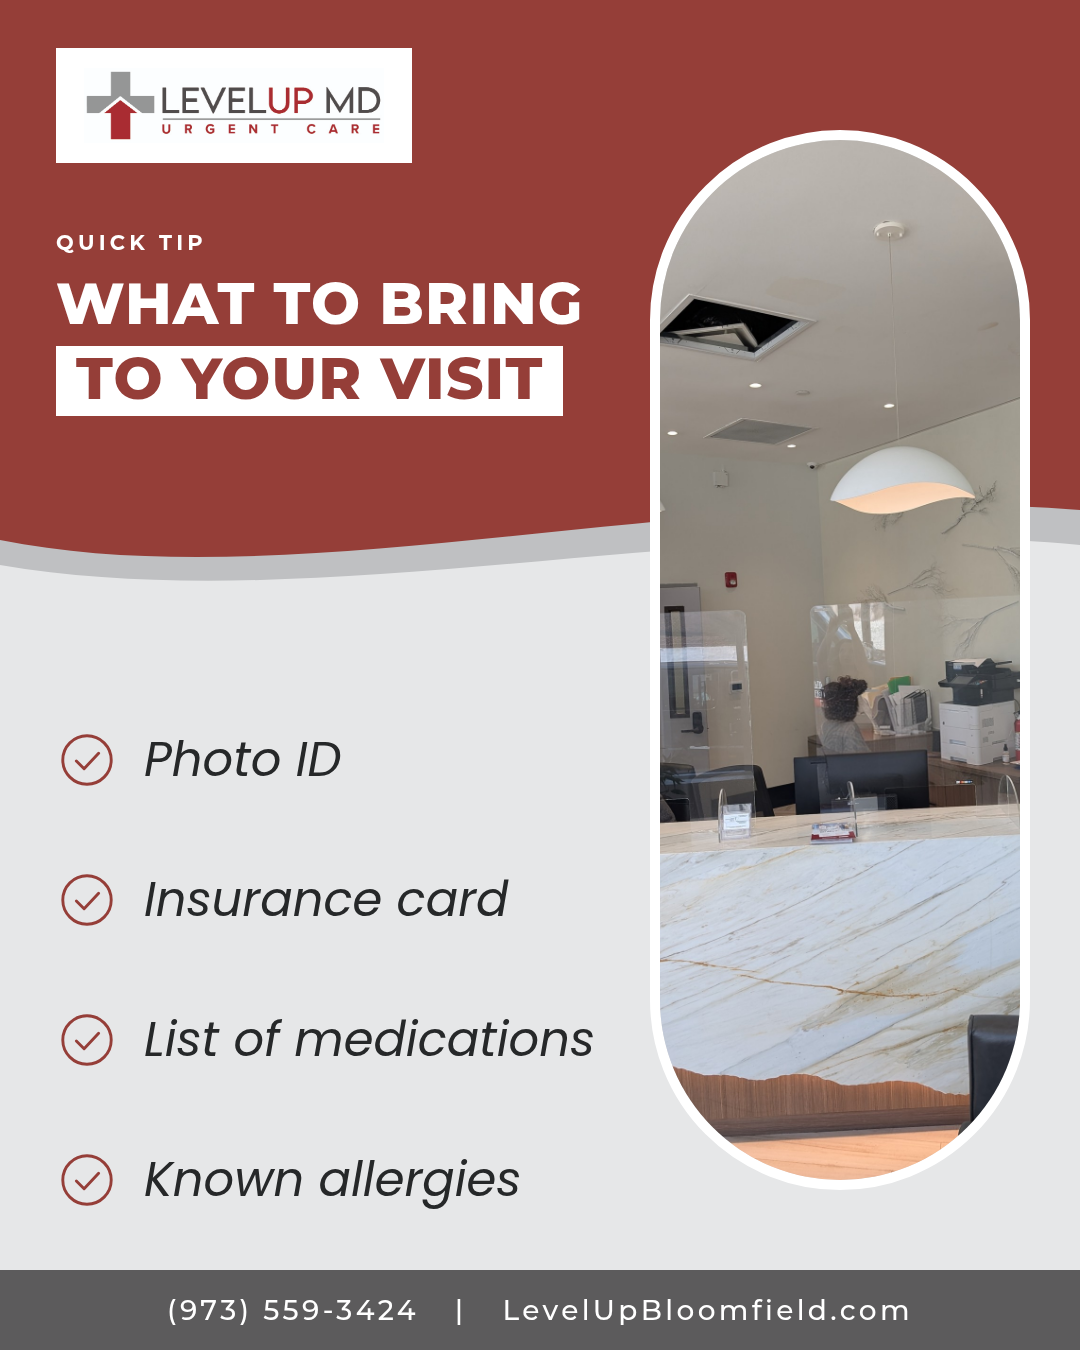 LEVELUP MD
URGENT CARE
QUICK TIP
WHAT TO BRING
TO YOUR VISIT
Photo ID
Insurance card
List of medications
Known allergies
(973) 559-3424 | LevelUpBloomfield.com